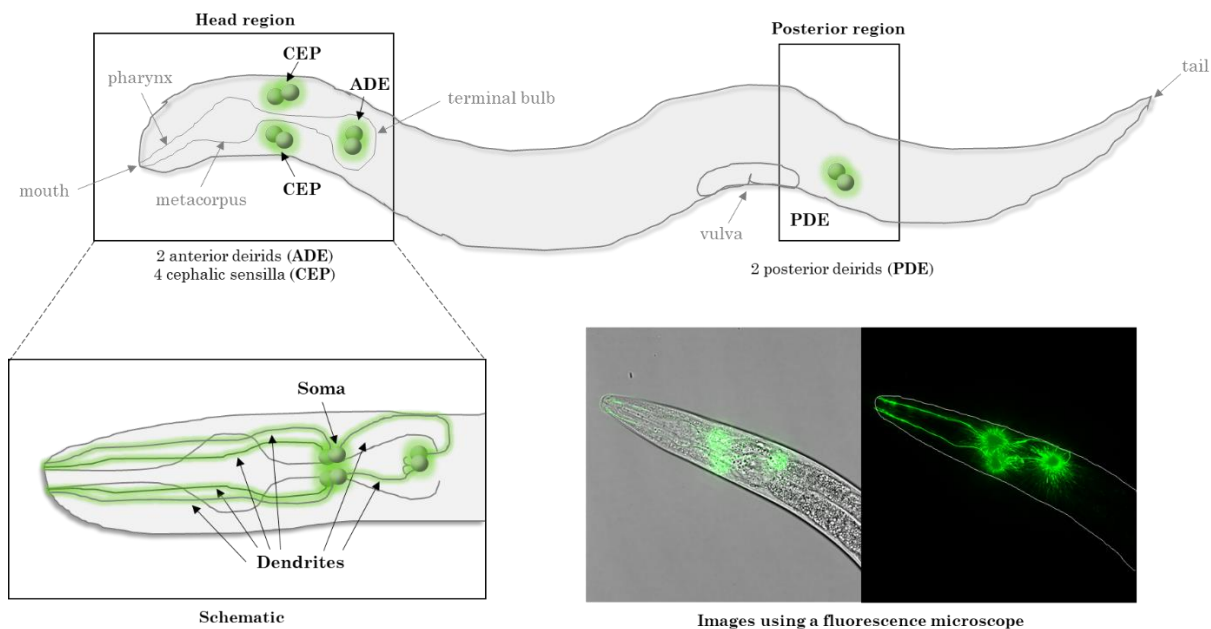 Head region
Posterior region
CEP
pharynx
ADE
terminal bulb
tail
mouth
metacorpus
CEP
vulva
PDE
2 anterior deirids (ADE)
4 cephalic sensilla (CEP)
2 posterior deirids (PDE)
Soma
Dendrites
Schematic
Images using a fluorescence microscope